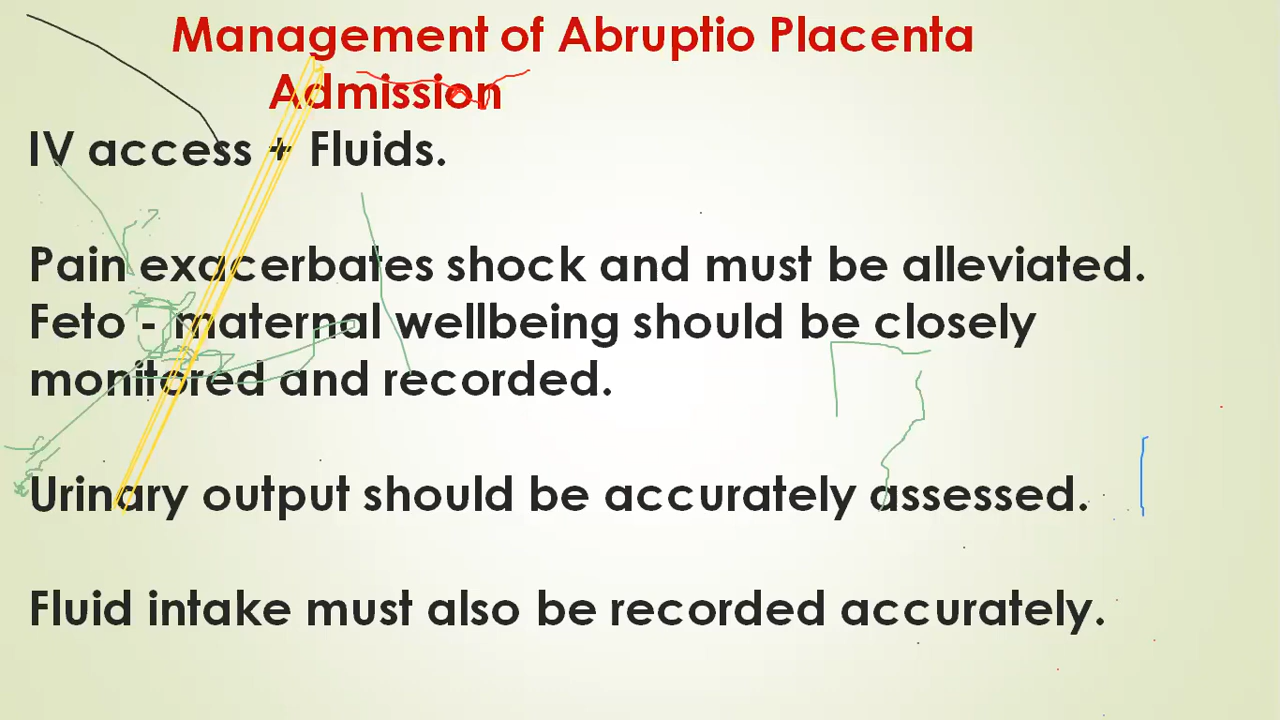 Management of Abruptio Placenta
Admission
IV access + Fluids.
Pain exacerbates shock and must be alleviated.
Feto - maternal wellbeing should be closely
monitored and recorded.
Urinary output should be accurately assessed.
Fluid intake must also be recorded accurately.